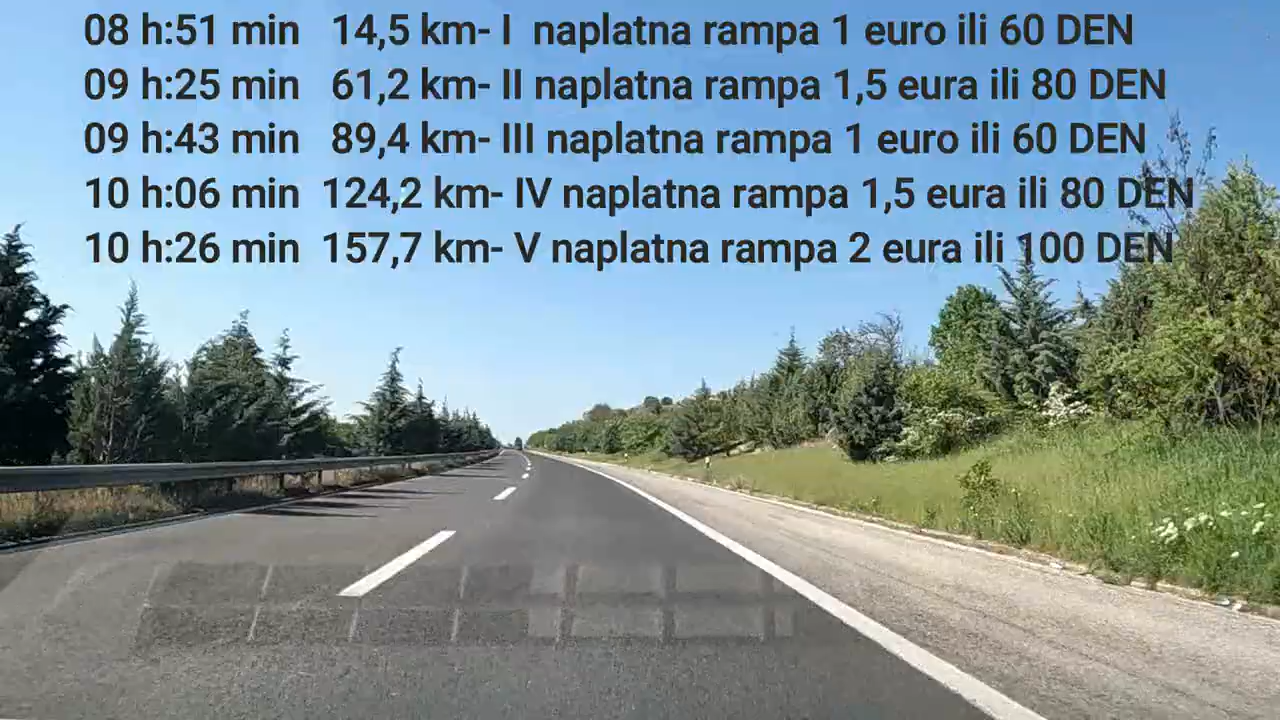 08 h:51 min 14,5 km- I naplatna rampa 1 euro ili 60 DEN
09 h:25 min 61,2 km- II naplatna rampa 1,5 eura ili 80 DEN
09 h:43 min 89,4 km- III naplatna rampa 1 euro ili 60 DEN
10 h:06 min 124,2 km- IV naplatna rampa 1,5 eura ili 80 DEN
10 h:26 min 157,7 km- V naplatna rampa 2 eura ili 100 DEN